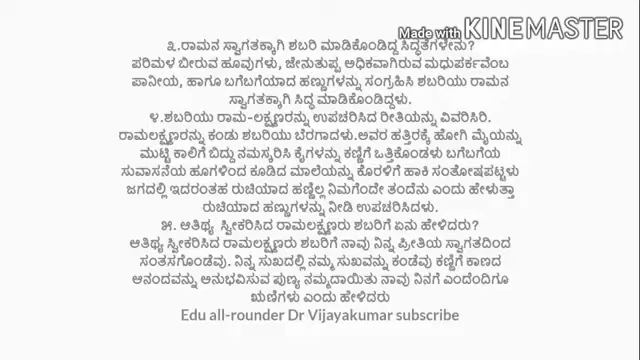 Made with KINEMASTER
೩.ರಾಮನ ಸ್ವಾಗತಕ್ಕಾಗಿ ಶಬರಿ ಮಾಡಿಕೊಂಡಿದ್ದ ಸಿದ್ಧತೆಗಳೇನು?
ಪರಿಮಳ ಬೀರುವ ಹೂವುಗಳು, ಜೇನುತುಪ್ಪ ಅಧಿಕವಾಗಿರುವ ಮಧುಪರ್ಕವೆಂಬ
ಪಾನೀಯ, ಹಾಗೂ ಬಗೆಬಗೆಯಾದ ಹಣ್ಣುಗಳನ್ನು ಸಂಗ್ರಹಿಸಿ ಶಬರಿಯು ರಾಮನ
ಸ್ವಾಗತಕ್ಕಾಗಿ ಸಿದ್ಧ ಮಾಡಿಕೊಂಡಿದ್ದಳು.
೪.ಶಬರಿಯು ರಾಮ-ಲಕ್ಷ್ಮಣರನ್ನು ಉಪಚರಿಸಿದ ರೀತಿಯನ್ನು ವಿವರಿಸಿರಿ.
ರಾಮಲಕ್ಷ್ಮಣರನ್ನು ಕಂಡು ಶಬರಿಯು ಬೆರಗಾದಳು.ಅವರ ಹತ್ತಿರಕ್ಕೆ ಹೋಗಿ ಮೈಯನ್ನು
ಮುಟ್ಟಿ ಕಾಲಿಗೆ ಬಿದ್ದು ನಮಸ್ಕರಿಸಿ ಕೈಗಳನ್ನು ಕಣ್ಣಿಗೆ ಒತ್ತಿಕೊಂಡಳು ಬಗೆಬಗೆಯ
ಸುವಾಸನೆಯ ಹೂಗಳಿಂದ ಕೂಡಿದ ಮಾಲೆಯನ್ನು ಕೊರಳಿಗೆ ಹಾಕಿ ಸಂತೋಷಪಟ್ಟಳು
ಜಗದಲ್ಲಿ ಇದರಂತಹ ರುಚಿಯಾದ ಹಣ್ಣಿಲ್ಲ ನಿಮಗೆಂದೇ ತಂದೆನು ಎಂದು ಹೇಳುತ್ತಾ
ರುಚಿಯಾದ ಹಣ್ಣುಗಳನ್ನು ನೀಡಿ ಉಪಚರಿಸಿದಳು.
೫. ಆತಿಥ್ಯ ಸ್ವೀಕರಿಸಿದ ರಾಮಲಕ್ಷ್ಮಣರು ಶಬರಿಗೆ ಏನು ಹೇಳಿದರು?
ಆತಿಥ್ಯ ಸ್ವೀಕರಿಸಿದ ರಾಮಲಕ್ಷ್ಮಣರು ಶಬರಿಗೆ ನಾವು ನಿನ್ನ ಪ್ರೀತಿಯ ಸ್ವಾಗತದಿಂದ
ಸಂತಸಗೊಂಡೆವು. ನಿನ್ನ ಸುಖದಲ್ಲಿ ನಮ್ಮ ಸುಖವನ್ನು ಕಂಡೆವು ಕಣ್ಣಿಗೆ ಕಾಣದ
ಆನಂದವನ್ನು ಅನುಭವಿಸುವ ಪುಣ್ಯ ನಮ್ಮದಾಯಿತು ನಾವು ನಿನಗೆ ಎಂದೆಂದಿಗೂ
ಋಣಿಗಳು ಎಂದು ಹೇಳಿದರು
Edu all-rounder Dr Vijayakumar subscribe